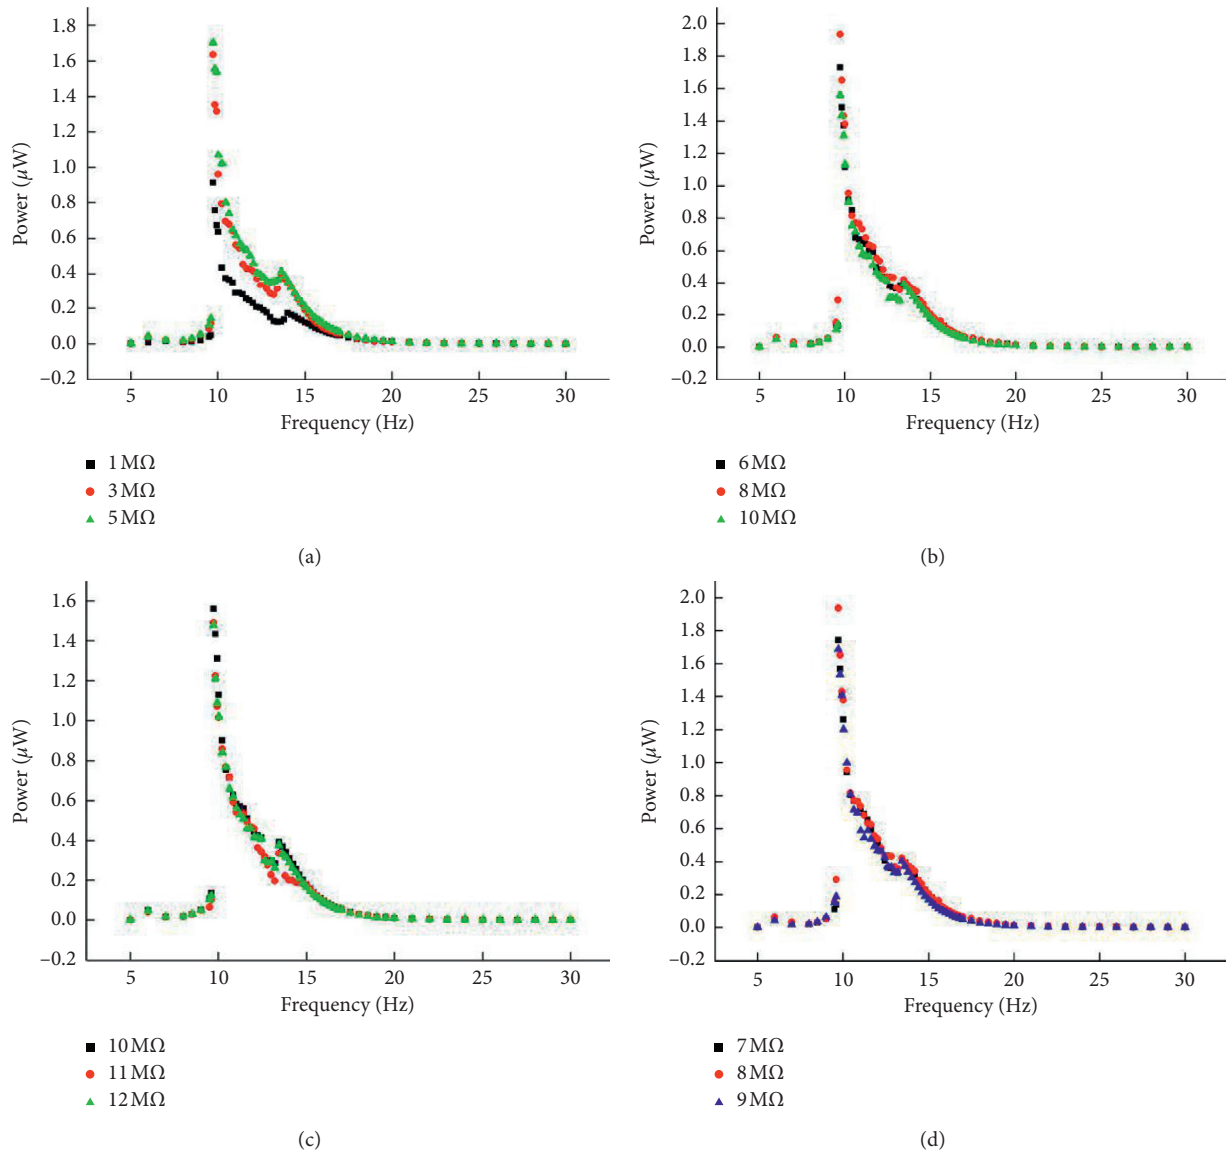 1.8
1.6
1.4
1.2
1.0
0.8
0.6
0.4
0.2
0.0
–0.2
Power (μW)
5 10 15 20 25 30
Frequency (Hz)
1 MΩ
3 MΩ
5 MΩ
(a)
2.0
1.8
1.6
1.4
1.2
1.0
0.8
0.6
0.4
0.2
0.0
–0.2
Power (μW)
5 10 15 20 25 30
Frequency (Hz)
6 MΩ
8 MΩ
10 MΩ
(b)
1.6
1.4
1.2
1.0
0.8
0.6
0.4
0.2
0.0
–0.2
Power (μW)
5 10 15 20 25 30
Frequency (Hz)
10 MΩ
11 MΩ
12 MΩ
(c)
2.0
1.8
1.6
1.4
1.2
1.0
0.8
0.6
0.4
0.2
0.0
–0.2
Power (μW)
5 10 15 20 25 30
Frequency (Hz)
7 MΩ
8 MΩ
9 MΩ
(d)